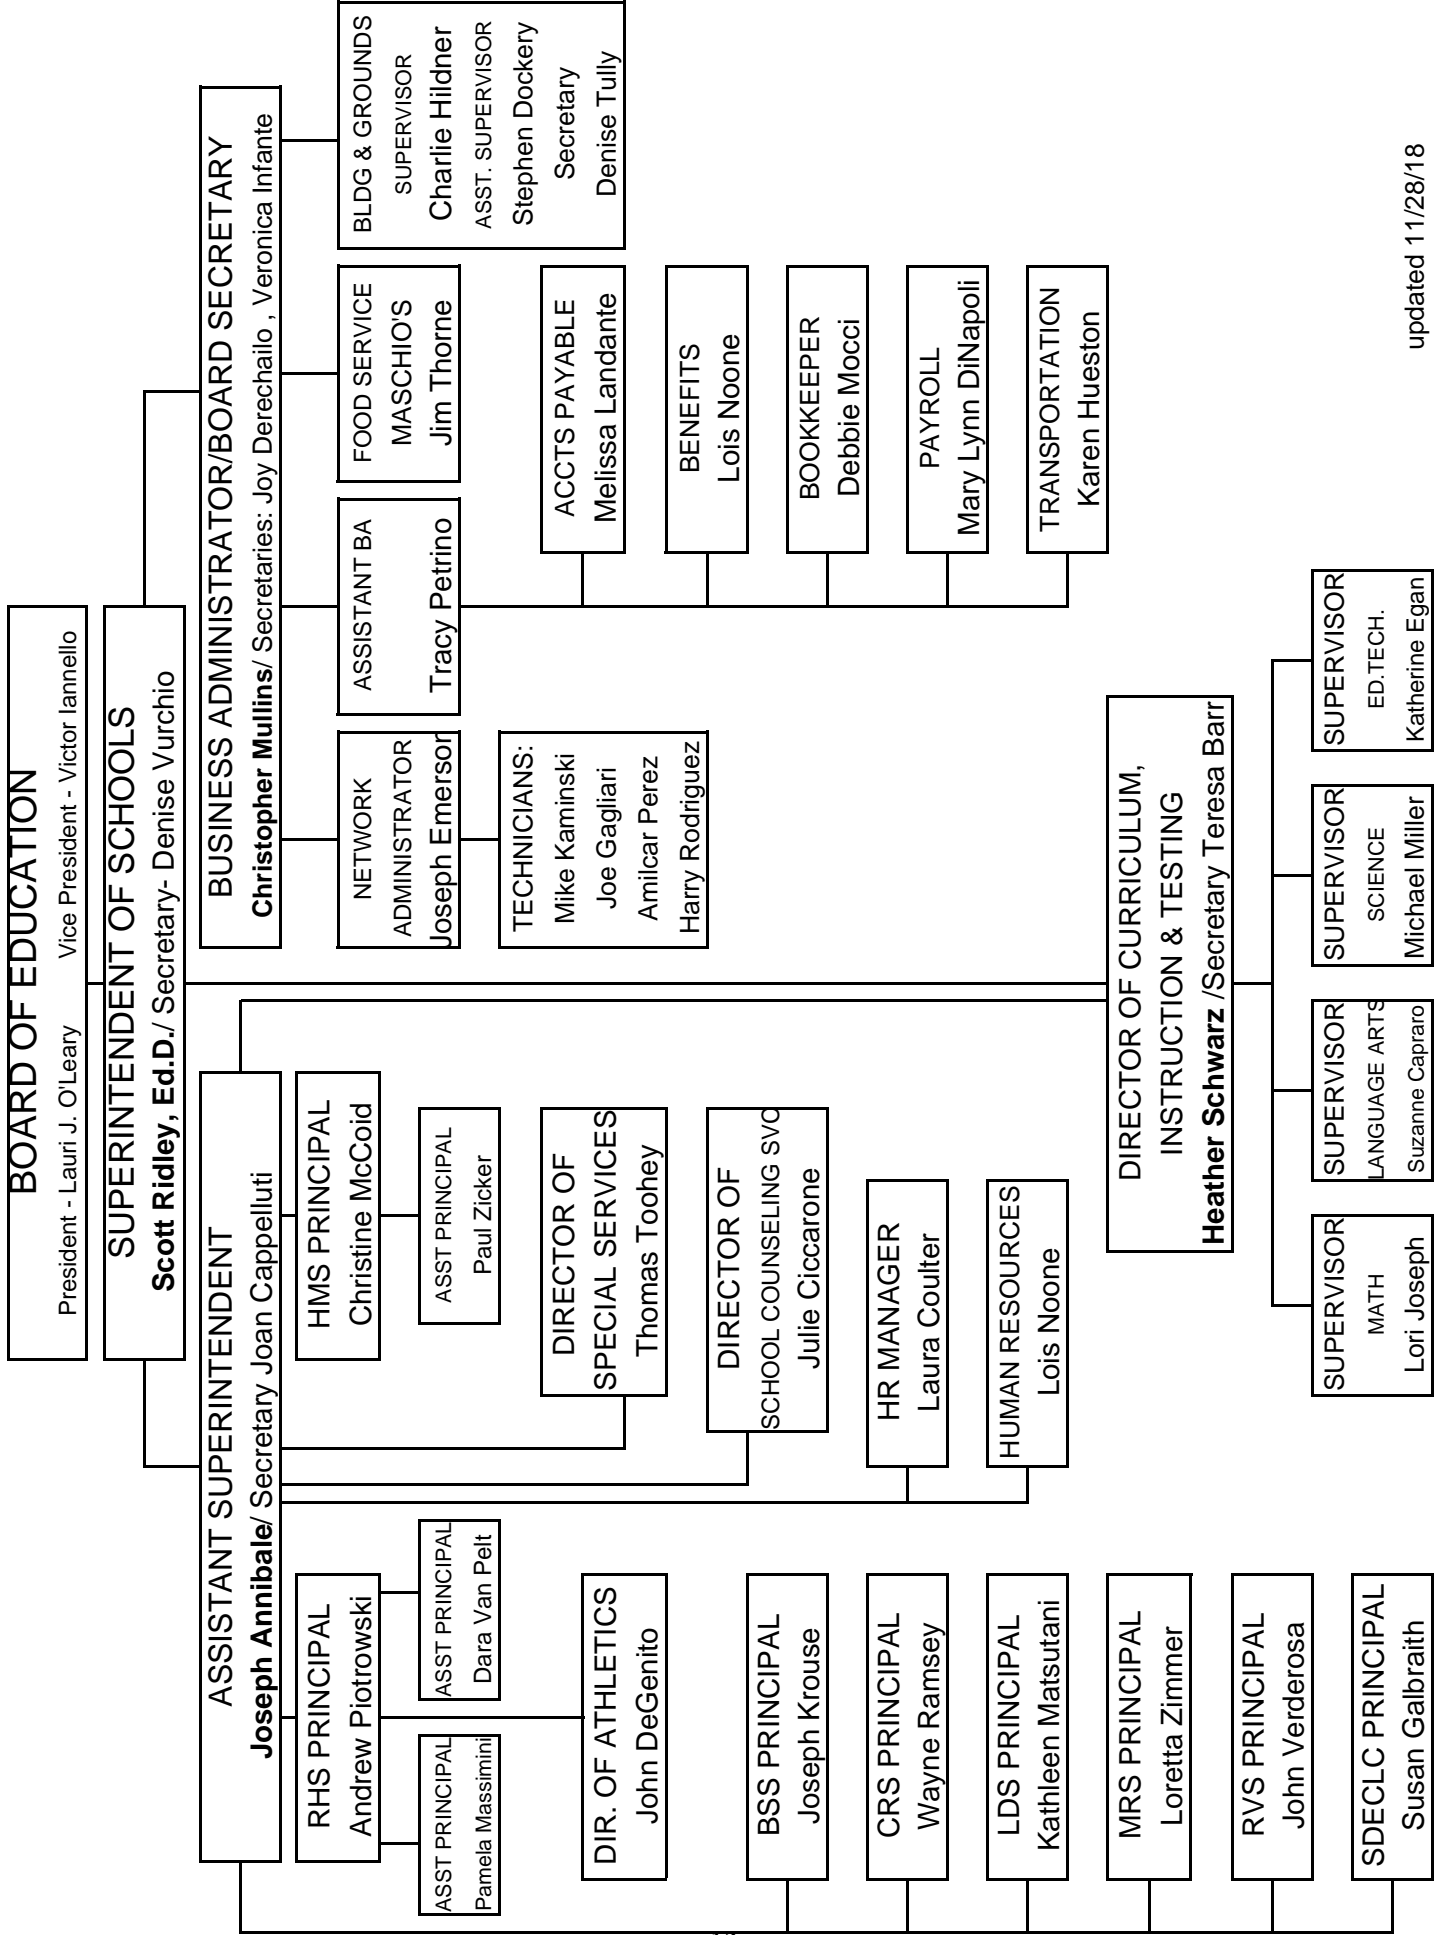 BOARD OF EDUCATION
President - Lauri J. O'Leary Vice President - Victor Iannello
SUPERINTENDENT OF SCHOOLS
Scott Ridley, Ed.D./ Secretary- Denise Vurchio
ASSISTANT SUPERINTENDENT
Joseph Annibale/ Secretary Joan Cappelluti
BUSINESS ADMINISTRATOR/BOARD SECRETARY
Christopher Mullins/ Secretaries: Joy Derechailo , Veronica Infante
RHS PRINCIPAL
Andrew Piotrowski
HMS PRINCIPAL
Christine McCoid
NETWORK
ADMINISTRATOR
Joseph Emerson
ASSISTANT BA
Tracy Petrino
FOOD SERVICE
MASCHIO'S
Jim Thorne
BLDG & GROUNDS
SUPERVISOR
Charlie Hildner
ASST. SUPERVISOR
Stephen Dockery
Secretary
Denise Tully
ASST PRINCIPAL
Pamela Massimini
ASST PRINCIPAL
Dara Van Pelt
ASST PRINCIPAL
Paul Zicker
TECHNICIANS:
Mike Kaminski
Joe Gagliari
Amilcar Perez
Harry Rodriguez
DIR. OF ATHLETICS
John DeGenito
DIRECTOR OF
SPECIAL SERVICES
Thomas Toohey
ACCTS PAYABLE
Melissa Landante
BENEFITS
Lois Noone
DIRECTOR OF
SCHOOL COUNSELING SVC
Julie Ciccarone
BSS PRINCIPAL
Joseph Krouse
BOOKKEEPER
Debbie Mocci
CRS PRINCIPAL
Wayne Ramsey
HR MANAGER
Laura Coulter
PAYROLL
Mary Lynn DiNapoli
LDS PRINCIPAL
Kathleen Matsutani
HUMAN RESOURCES
Lois Noone
TRANSPORTATION
Karen Hueston
MRS PRINCIPAL
Loretta Zimmer
DIRECTOR OF CURRICULUM,
INSTRUCTION & TESTING
Heather Schwarz /Secretary Teresa Barr
RVS PRINCIPAL
John Verderosa
SDECLC PRINCIPAL
Susan Galbraith
SUPERVISOR
MATH
Lori Joseph
SUPERVISOR
LANGUAGE ARTS
Suzanne Capraro
SUPERVISOR
SCIENCE
Michael Miller
SUPERVISOR
ED.TECH.
Katherine Egan
updated 11/28/18